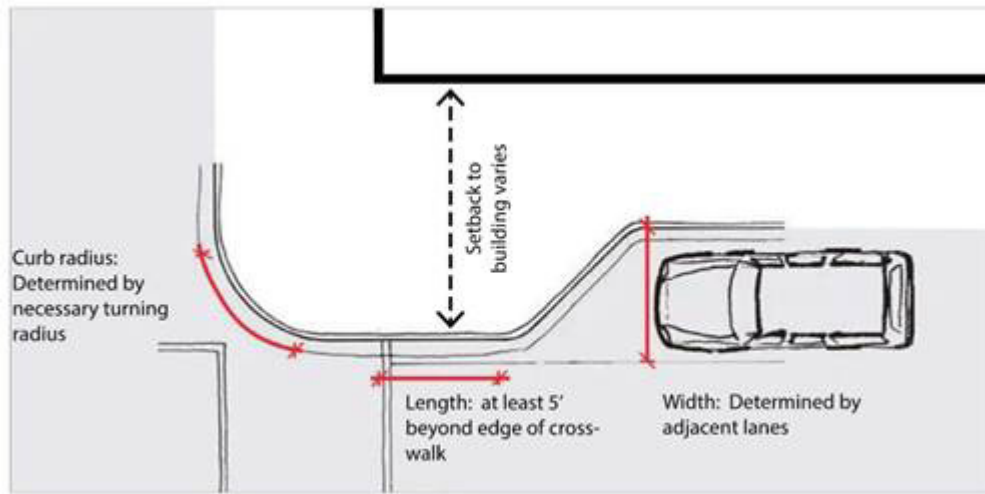 Setback to
building varies
Curb radius:
Determined by
necessary turning
radius
Length:  at least 5'
beyond edge of cross-
walk
Width:  Determined by
adjacent lanes